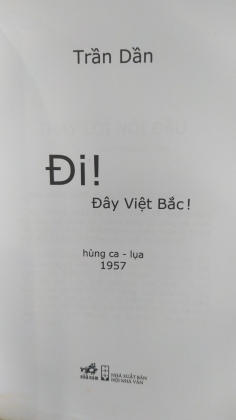 Trần Dần
Đi!
Đây Việt Bắc!
hùng ca - lụa
1957
NHÀ XUẤT BẢN
HỘI NHÀ VĂN